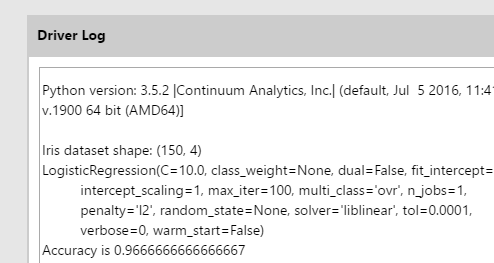 Driver Log
Python version: 3.5.2 |Continuum Analytics, Inc.| (default, Jul  5 2016, 11:41
v.1900 64 bit (AMD64)]
Iris dataset shape: (150, 4)
LogisticRegression(C=10.0, class_weight=None, dual=False, fit_intercept=
intercept_scaling=1, max_iter=100, multi_class='ovr', n_jobs=1,
penalty='l2', random_state=None, solver='liblinear', tol=0.0001,
verbose=0, warm_start=False)
Accuracy is 0.9666666666666667